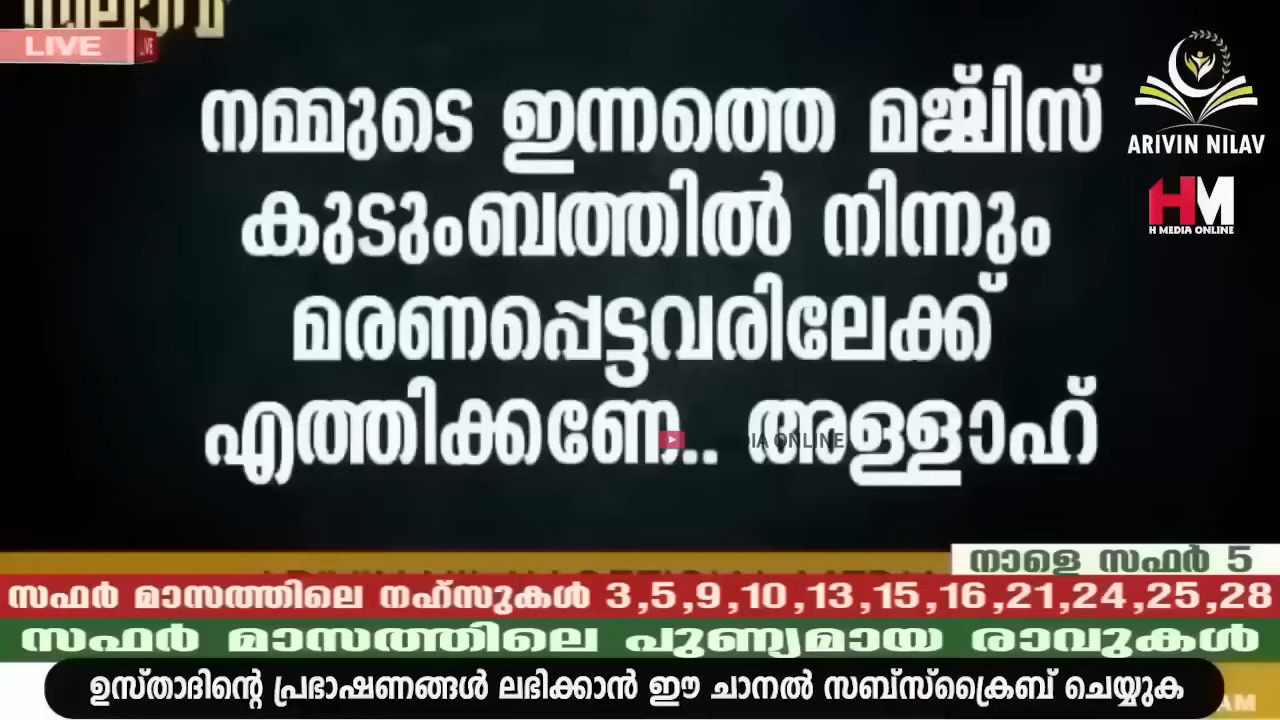 LIVE
നമ്മുടെ ഇന്നത്തെ മജ്ലിസ്
കുടുംബത്തിൽ നിന്നും
മരണപ്പെട്ടവരിലേക്ക്
എത്തിക്കണേ.. അള്ളാഹ്
ARIVIN NILAV
HM
H MEDIA ONLINE
നാളെ സഫർ 5
സഫർ മാസത്തിലെ നഹ്സുകൾ 3,5,9,10,13,15,16,21,24,25,28
സഫർ മാസത്തിലെ പുണ്യമായ രാവുകൾ
ഉസ്താദിന്റെ പ്രഭാഷണങ്ങൾ ലഭിക്കാൻ ഈ ചാനൽ സബ്സ്ക്രൈബ് ചെയ്യുക